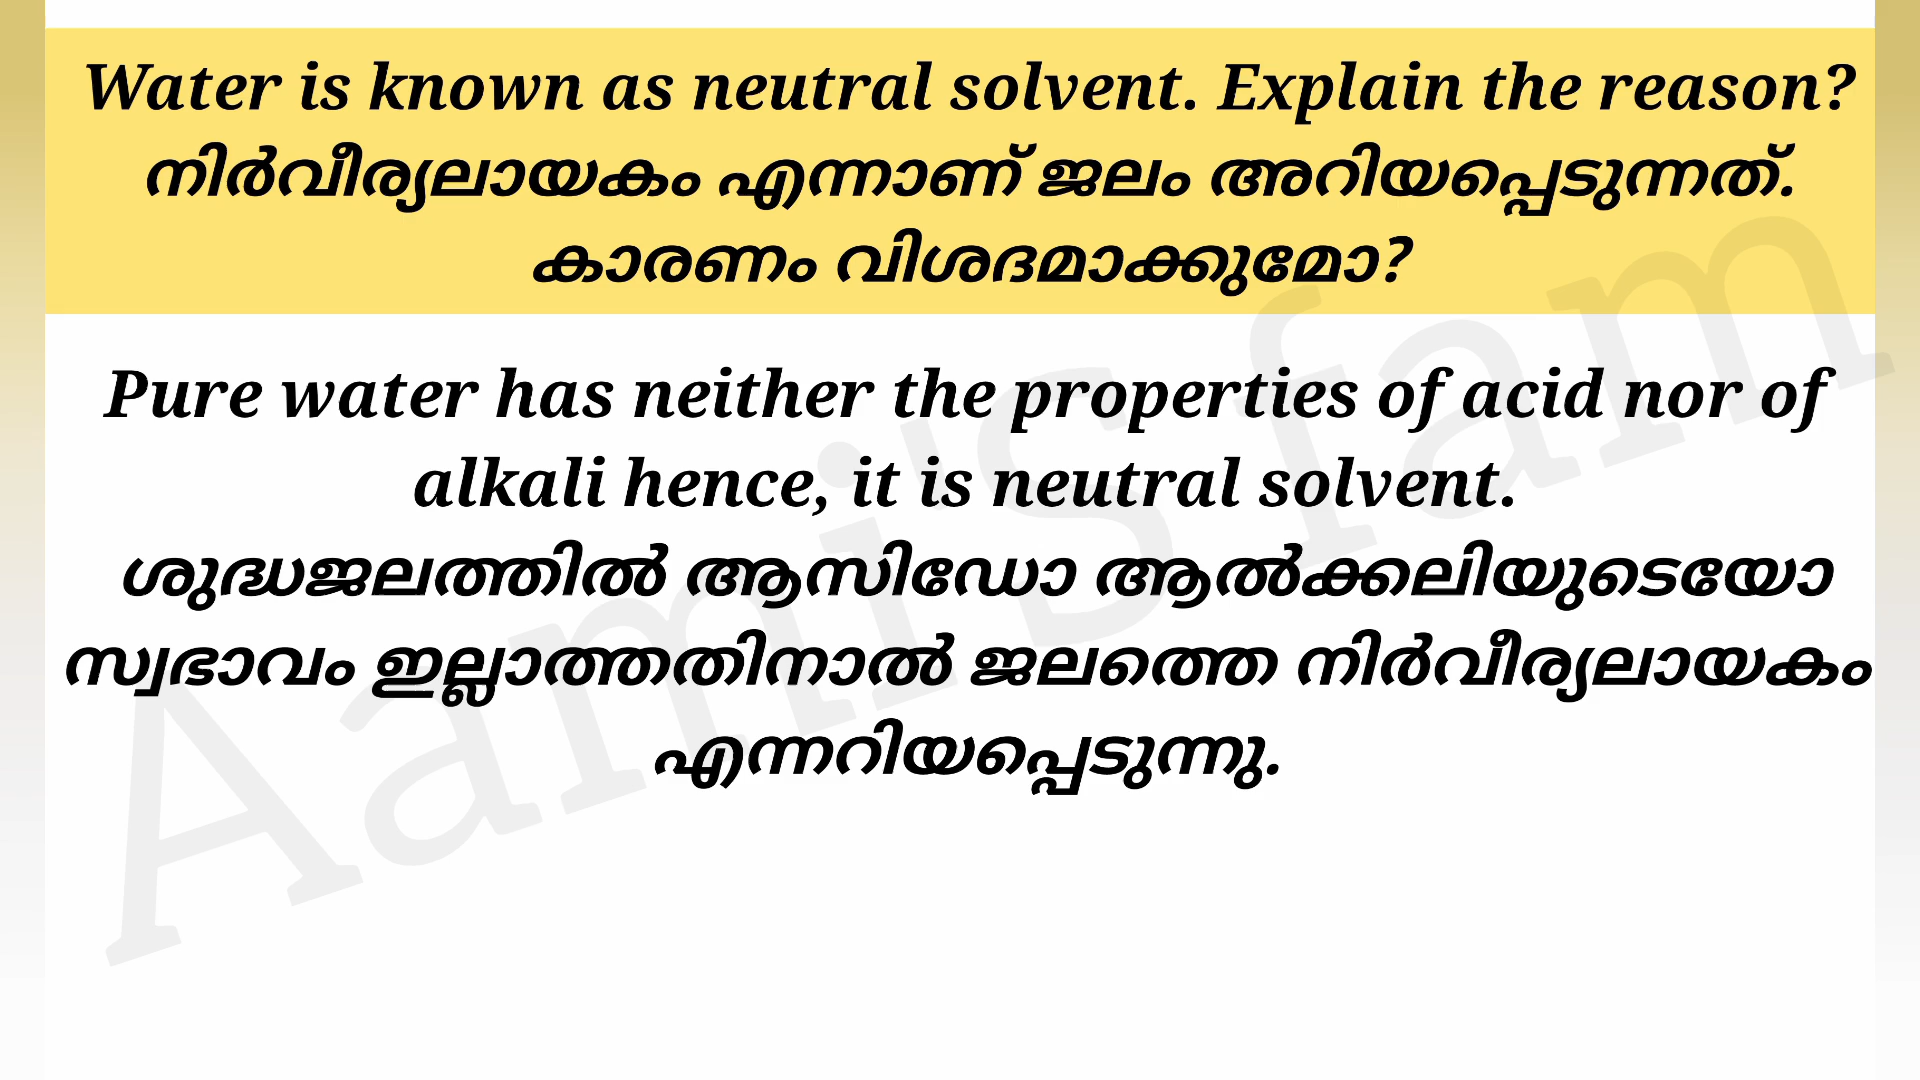 Water is known as neutral solvent. Explain the reason?
നിർവീര്യലായകം എന്നാണ് ജലം അറിയപ്പെടുന്നത്.
കാരണം വിശദമാക്കുമോ?
Pure water has neither the properties of acid nor of
alkali hence, it is neutral solvent.
ശുദ്ധജലത്തിൽ ആസിഡോ ആൽക്കലിയുടെയോ
സ്വഭാവം ഇല്ലാത്തതിനാൽ ജലത്തെ നിർവീര്യലായകം
എന്നറിയപ്പെടുന്നു.
Aami'S fam